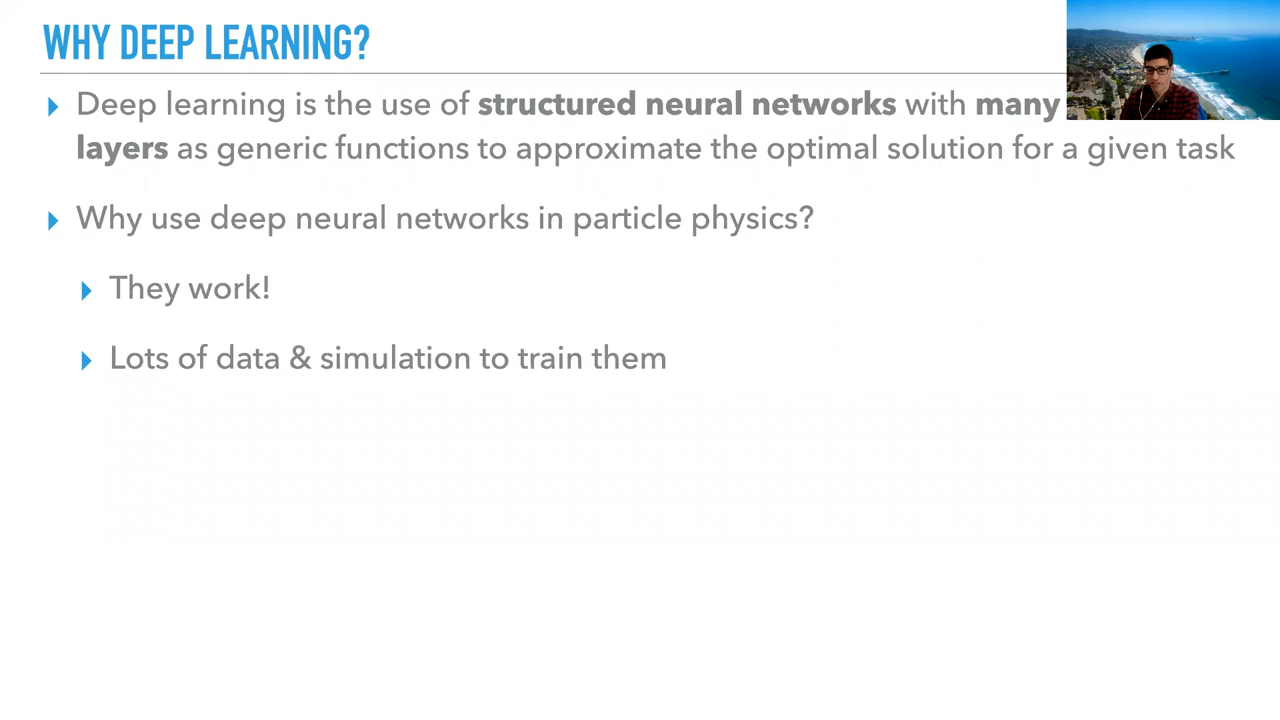 WHY DEEP LEARNING?
Deep learning is the use of structured neural networks with many
layers as generic functions to approximate the optimal solution for a given task
Why use deep neural networks in particle physics?
They work!
Lots of data & simulation to train them